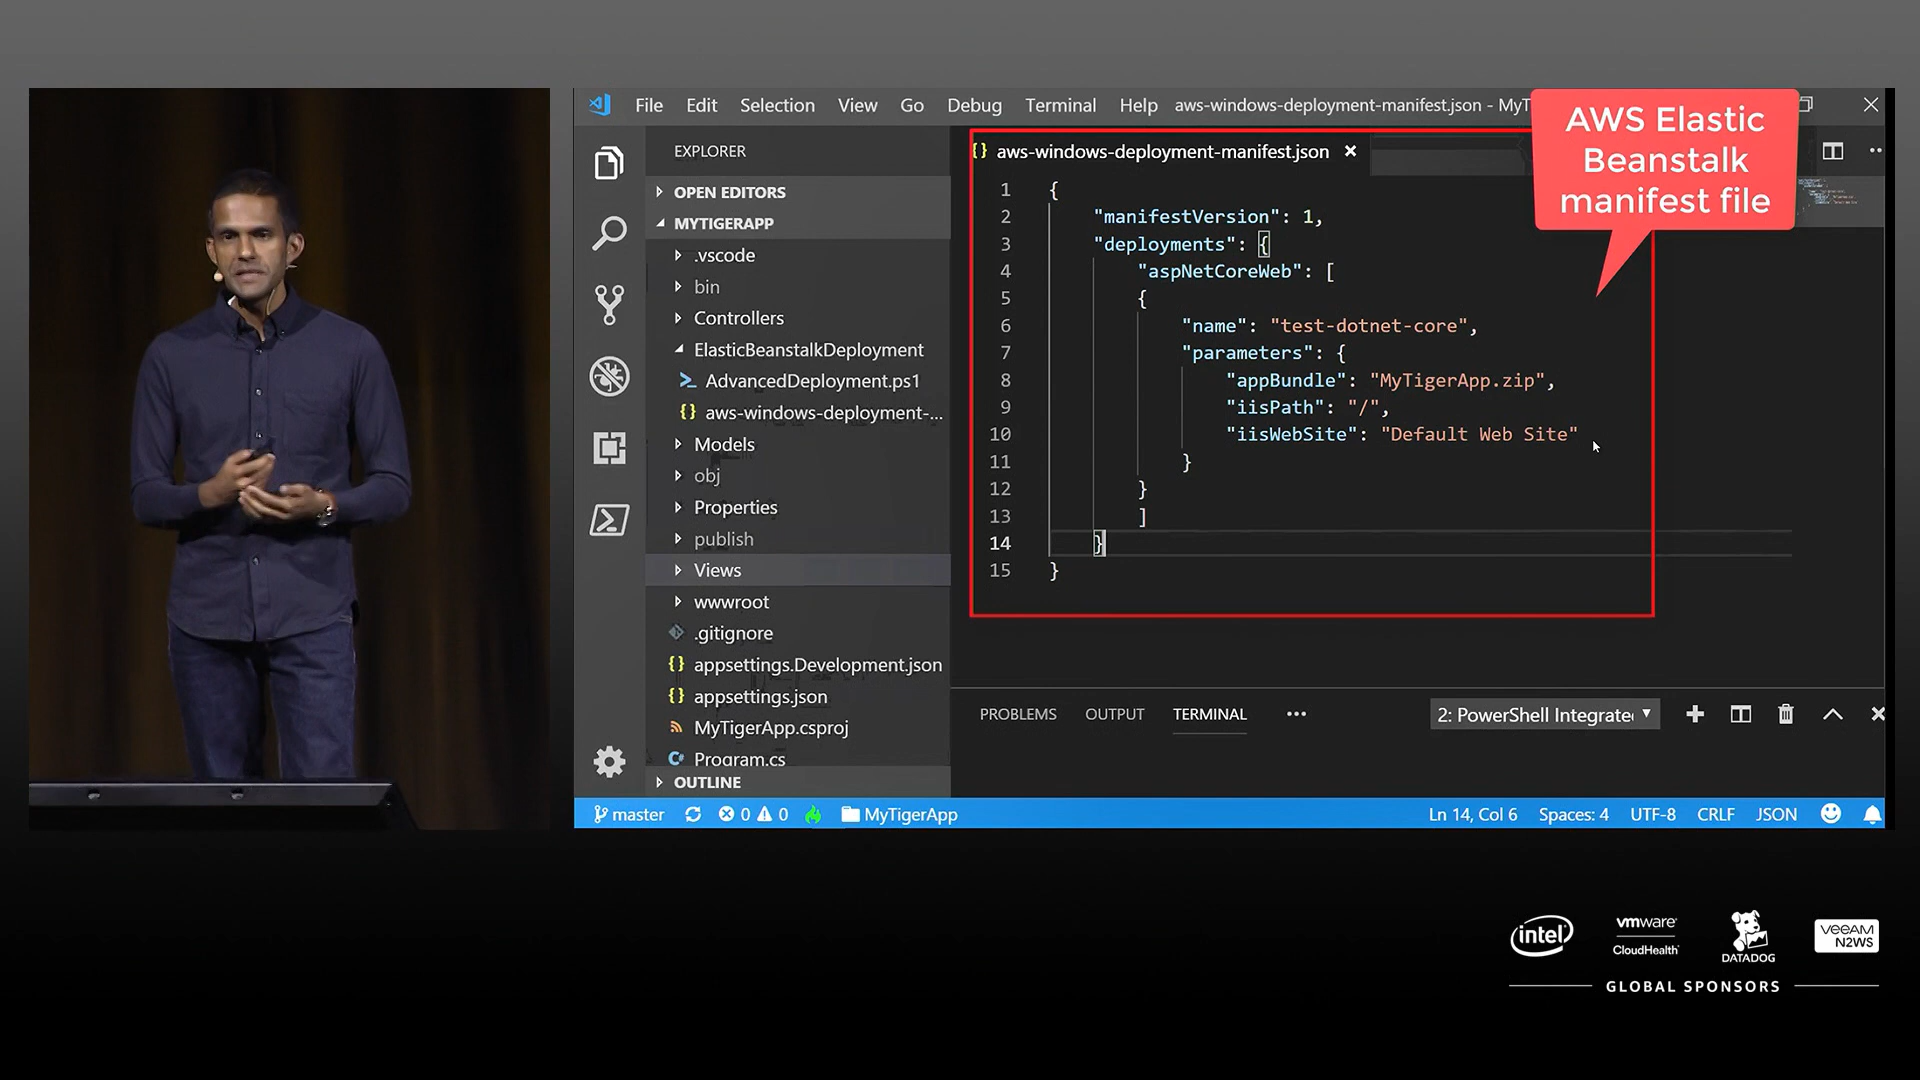 File Edit Selection View Go Debug Terminal Help aws-windows-deployment-manifest.json - MyT
AWS Elastic
Beanstalk
manifest file
EXPLORER
OPEN EDITORS
MYTIGERAPP
.vscode
bin
Controllers
ElasticBeanstalkDeployment
AdvancedDeployment.ps1
aws-windows-deployment-...
Models
obj
Properties
publish
Views
wwwroot
.gitignore
appsettings.Development.json
appsettings.json
MyTigerApp.csproj
Program.cs
OUTLINE
aws-windows-deployment-manifest.json
1 {
2 "manifestVersion": 1,
3 "deployments": {
4 "aspNetCoreWeb": [
5 {
6 "name": "test-dotnet-core",
7 "parameters": {
8 "appBundle": "MyTigerApp.zip",
9 "iisPath": "/",
10 "iisWebSite": "Default Web Site"
11 }
12 }
13 ]
14 }
15 }
PROBLEMS OUTPUT TERMINAL ... 2: PowerShell Integrate
master 0 0 MyTigerApp Ln 14, Col 6 Spaces: 4 UTF-8 CRLF JSON
intel
vmware
CloudHealth
DATADOG
veeAM
N2WS
GLOBAL SPONSORS